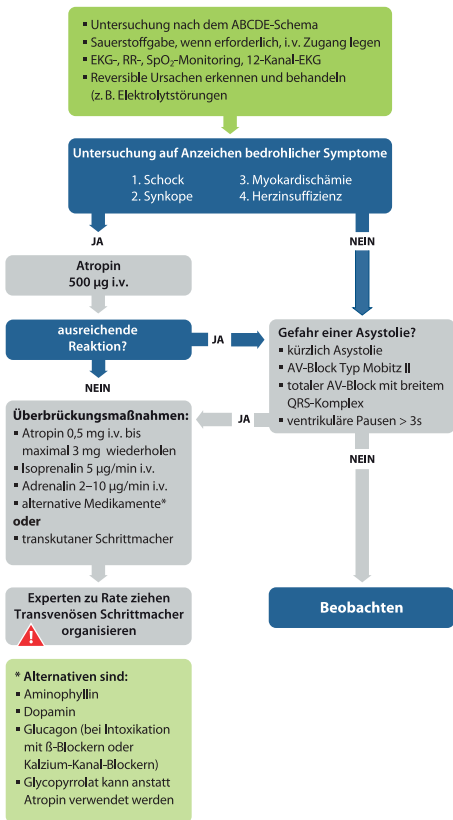 ▪ Untersuchung nach dem ABCDE-Schema
▪ Sauerstoffgabe, wenn erforderlich, i.v. Zugang legen
▪ EKG-, RR-, SpO₂-Monitoring, 12-Kanal-EKG
▪ Reversible Ursachen erkennen und behandeln
(z. B. Elektrolytstörungen
Untersuchung auf Anzeichen bedrohlicher Symptome
1. Schock
2. Synkope
3. Myokardischämie
4. Herzinsuffizienz
JA
NEIN
Atropin
500 µg i.v.
ausreichende
Reaktion?
JA
NEIN
Gefahr einer Asystolie?
▪ kürzlich Asystolie
▪ AV-Block Typ Mobitz II
▪ totaler AV-Block mit breitem
QRS-Komplex
▪ ventrikuläre Pausen > 3s
JA
NEIN
Überbrückungsmaßnahmen:
▪ Atropin 0,5 mg i.v. bis
maximal 3 mg wiederholen
▪ Isoprenalin 5 µg/min i.v.
▪ Adrenalin 2–10 µg/min i.v.
▪ alternative Medikamente*
oder
▪ transkutaner Schrittmacher
Experten zu Rate ziehen
Transvenösen Schrittmacher
organisieren
!
Beobachten
* Alternativen sind:
▪ Aminophyllin
▪ Dopamin
▪ Glucagon (bei Intoxikation
mit ß-Blockern oder
Kalzium-Kanal-Blockern)
▪ Glycopyrrolat kann anstatt
Atropin verwendet werden